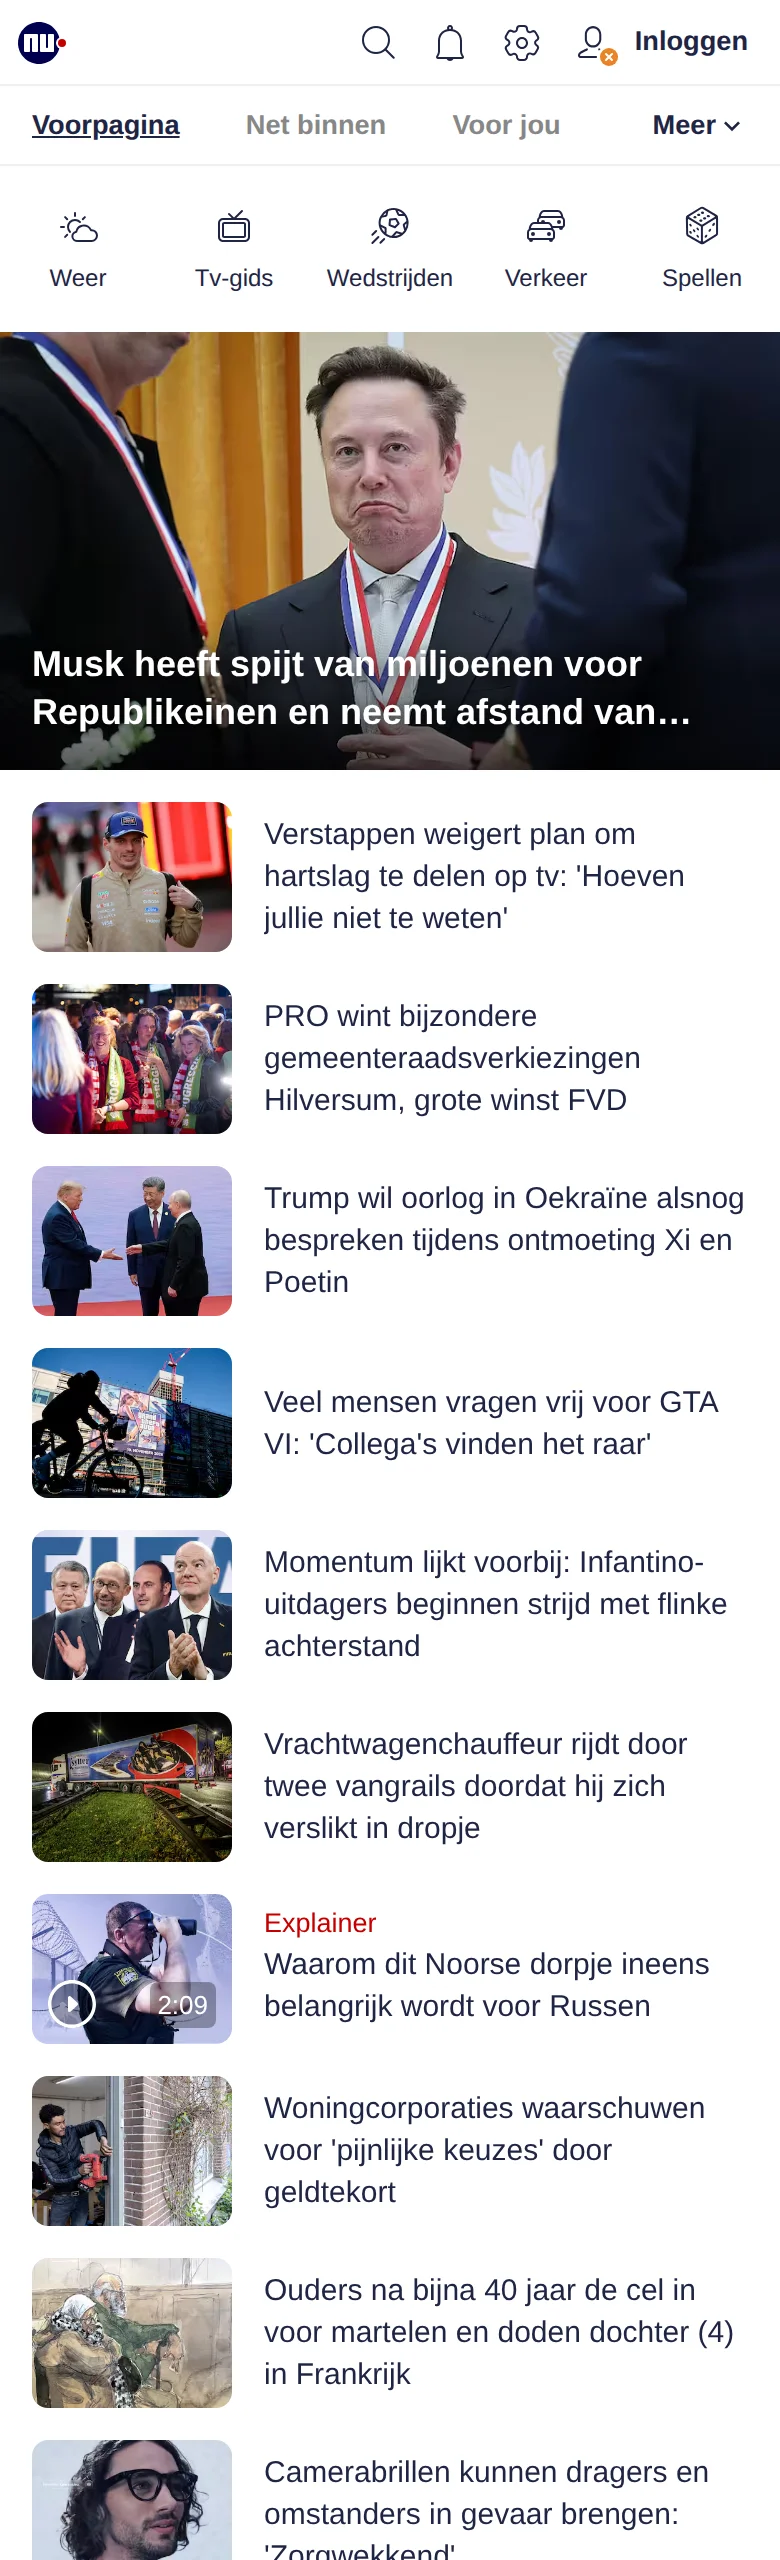 nu
Inloggen
Voorpagina
Net binnen
Voor jou
Meer
Weer
Tv-gids
Wedstrijden
Verkeer
Spellen
Musk heeft spijt van miljoenen voor
Republikeinen en neemt afstand van...
Verstappen weigert plan om
hartslag te delen op tv: 'Hoeven
jullie niet te weten'
PRO wint bijzondere
gemeenteraadsverkiezingen
Hilversum, grote winst FVD
Trump wil oorlog in Oekraïne alsnog
bespreken tijdens ontmoeting Xi en
Poetin
Veel mensen vragen vrij voor GTA
VI: 'Collega's vinden het raar'
Momentum lijkt voorbij: Infantino-
uitdagers beginnen strijd met flinke
achterstand
Vrachtwagenchauffeur rijdt door
twee vangrails doordat hij zich
verslikt in dropje
2:09
Explainer
Waarom dit Noorse dorpje ineens
belangrijk wordt voor Russen
Woningcorporaties waarschuwen
voor 'pijnlijke keuzes' door
geldtekort
Ouders na bijna 40 jaar de cel in
voor martelen en doden dochter (4)
in Frankrijk
Camerabrillen kunnen dragers en
omstanders in gevaar brengen:
'Zorgwekkend'